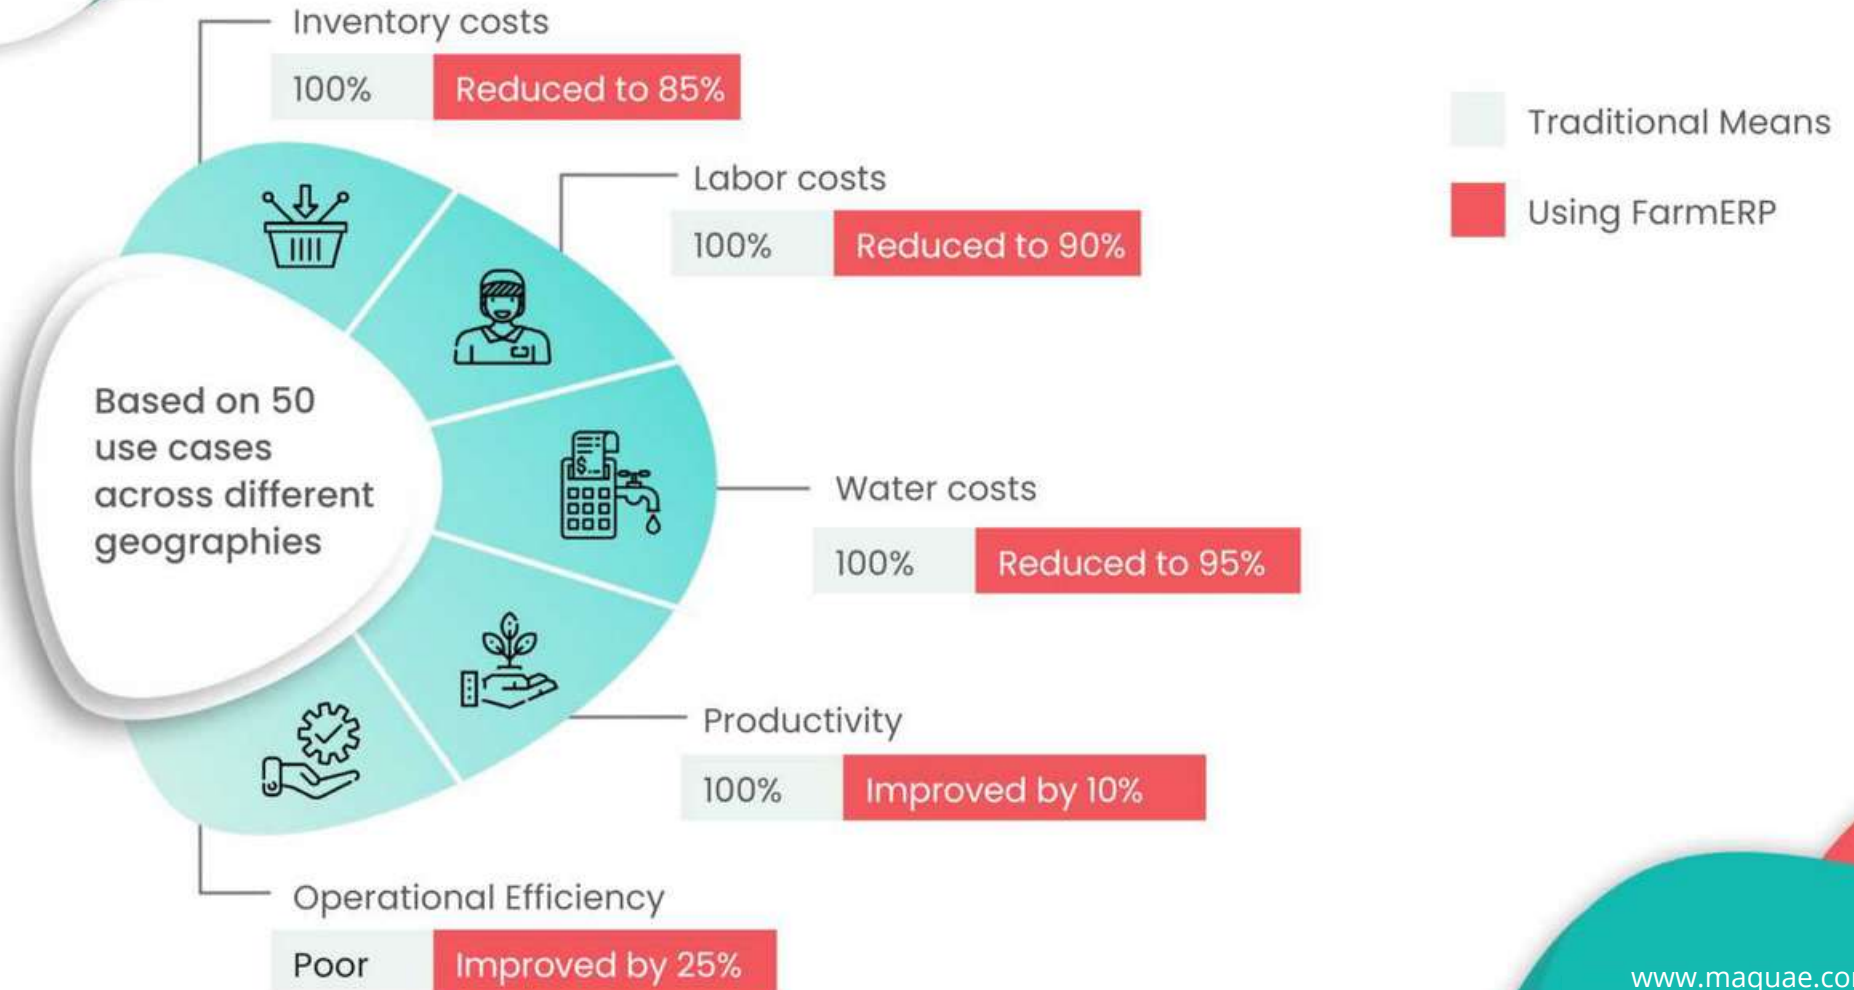 Inventory costs
100% Reduced to 85%
Traditional Means
Using FarmERP
Labor costs
100% Reduced to 90%
Based on 50
use cases
across different
geographies
$
Water costs
100% Reduced to 95%
Productivity
100% Improved by 10%
Operational Efficiency
Poor Improved by 25%
www.maquae.co